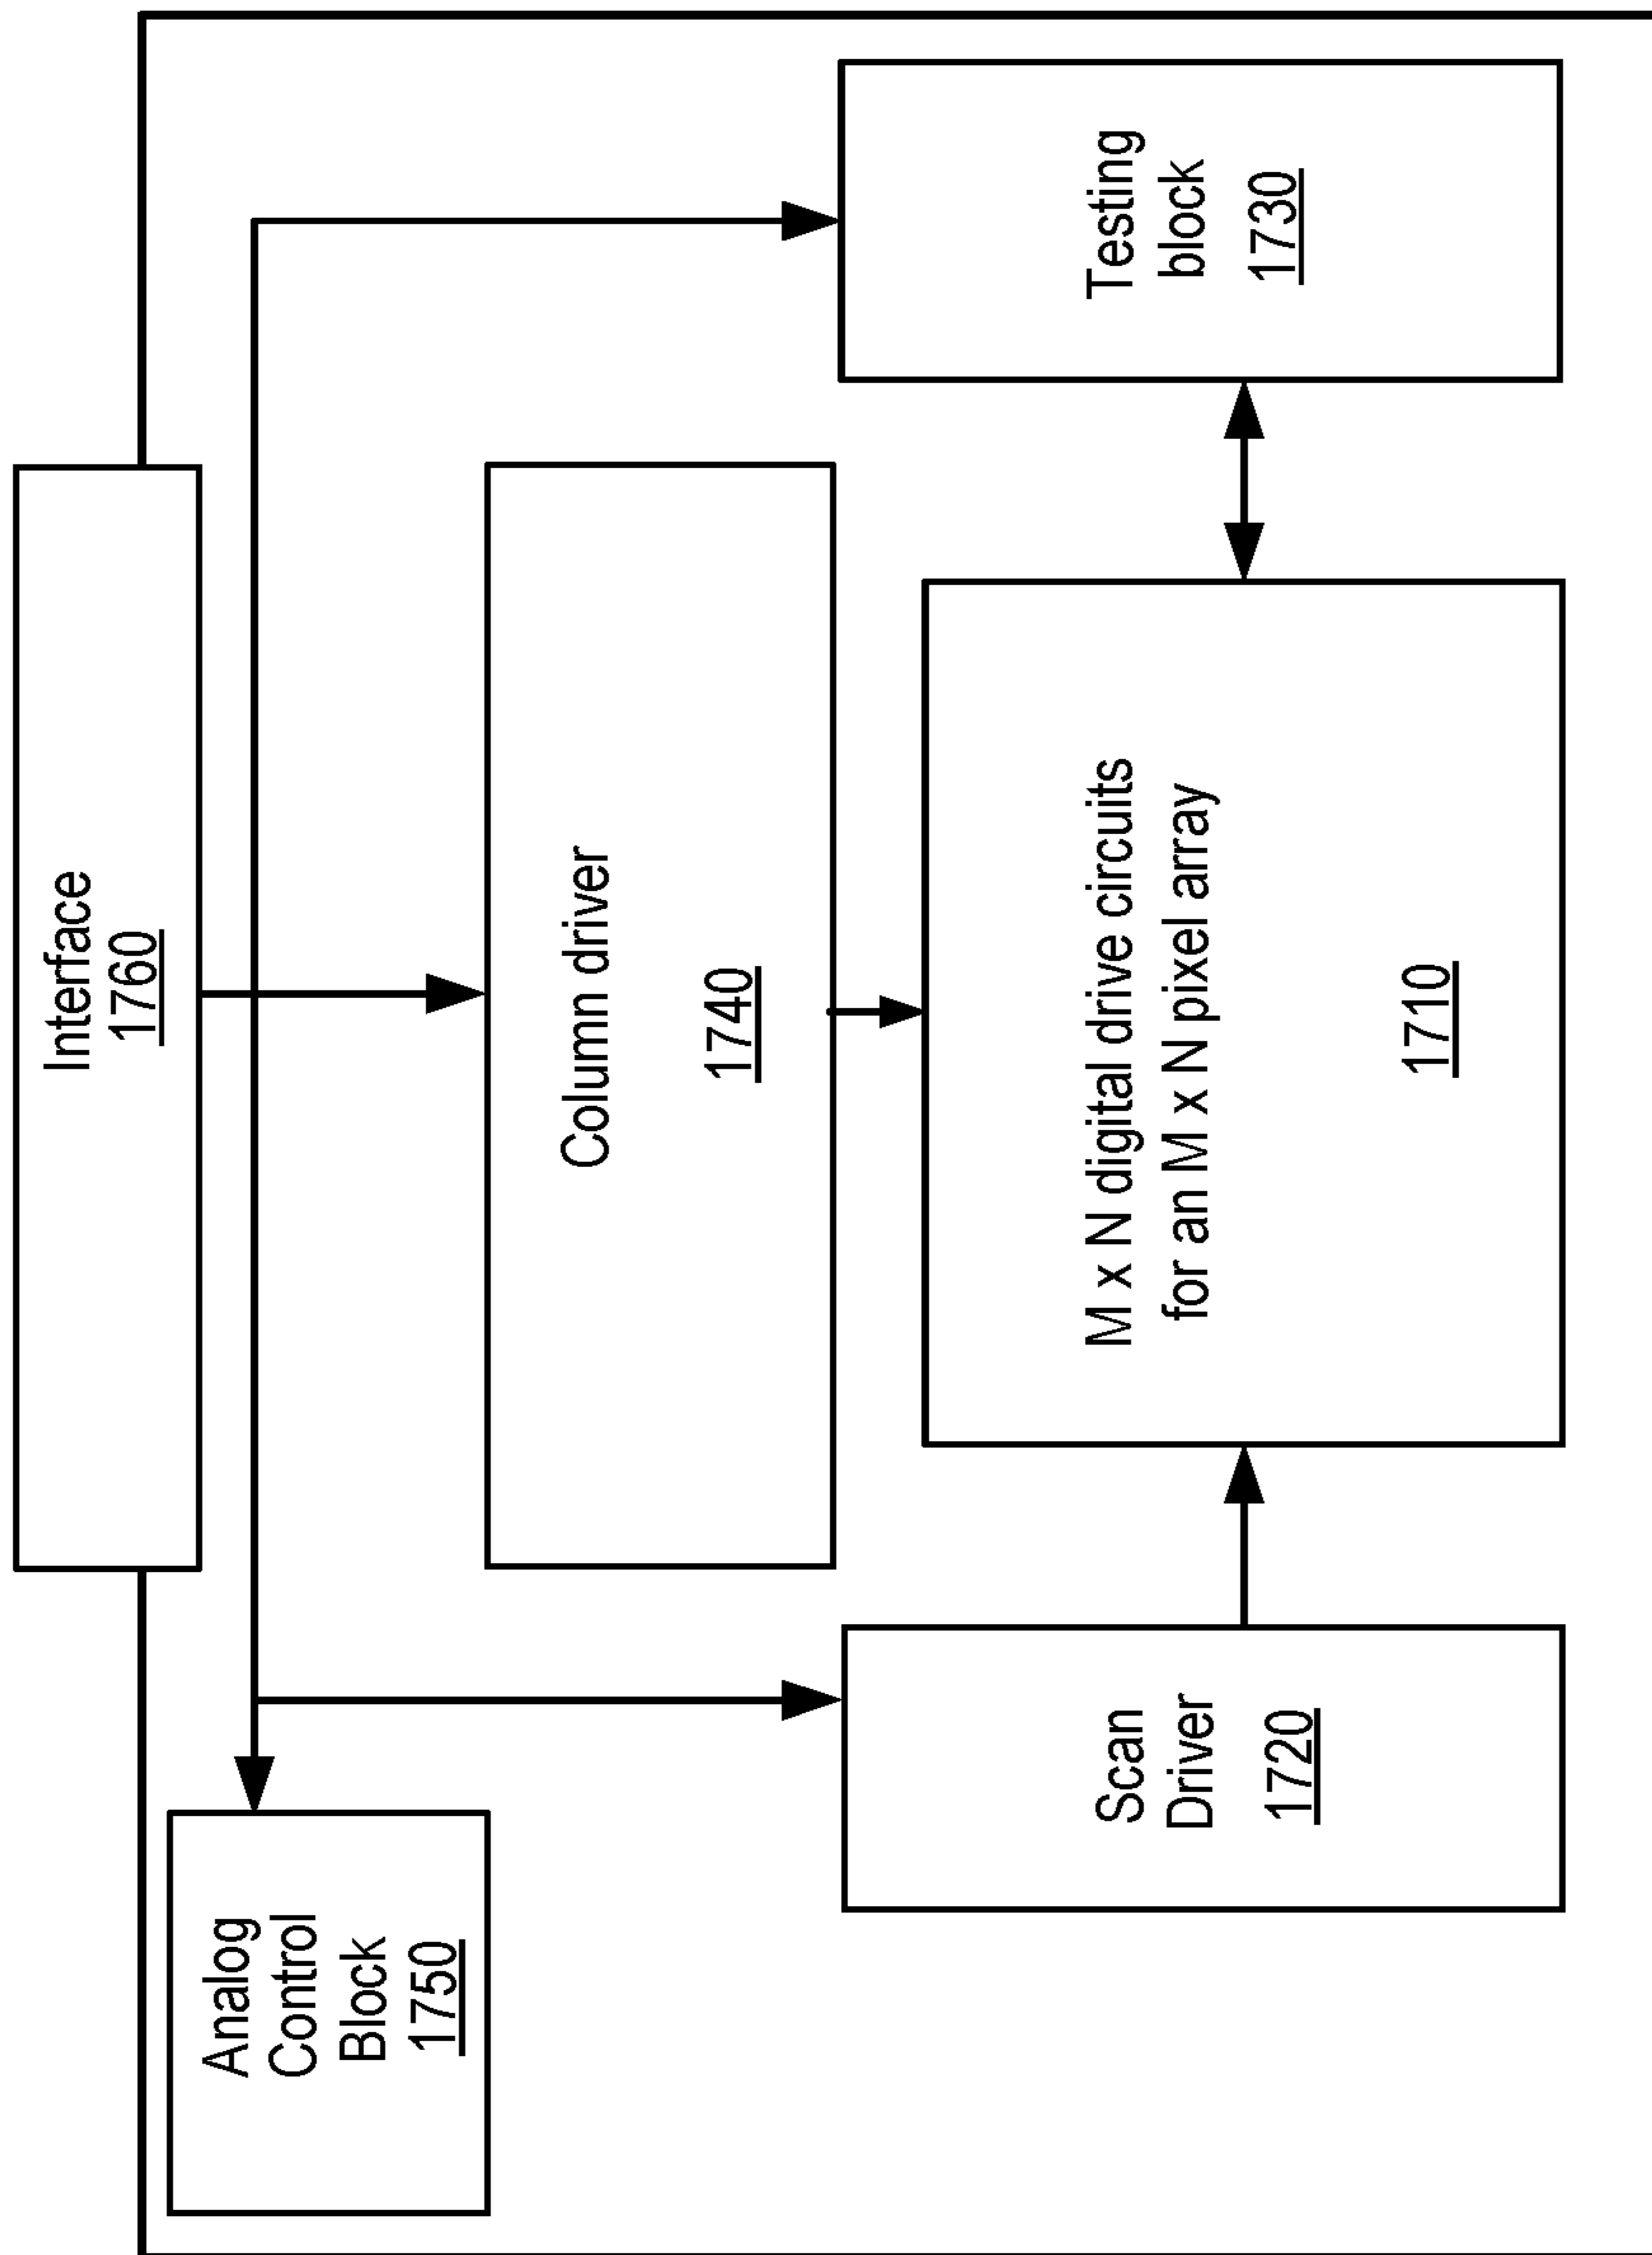 Interface
1760
Analog
Control
Block
1750
Column driver
1740
Scan
Driver
1720
M x N digital drive circuits
for an M x N pixel array
1710
Testing
block
1730